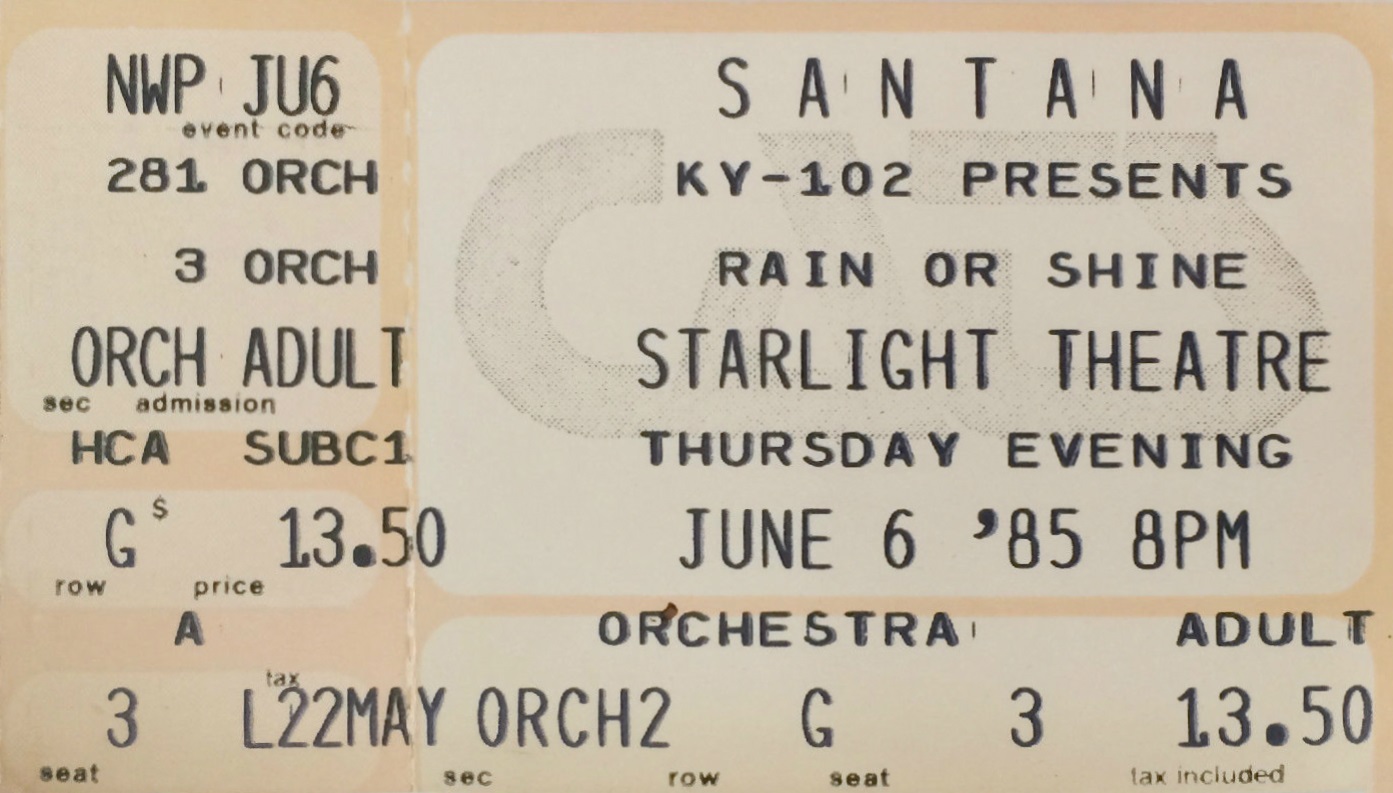 NWP JU6
event code
281 ORCH
3 ORCH
ORCH ADULT
sec admission
HCA SUBC1
G $ 13.50
row price
A
tax
3 L22MAY
seat
SANTANA
CATS
KY-102 PRESENTS
RAIN OR SHINE
STARLIGHT THEATRE
THURSDAY EVENING
JUNE 6 '85 8PM
ORCHESTRA ADULT
ORCH2 G 3 13.50
sec row seat tax included